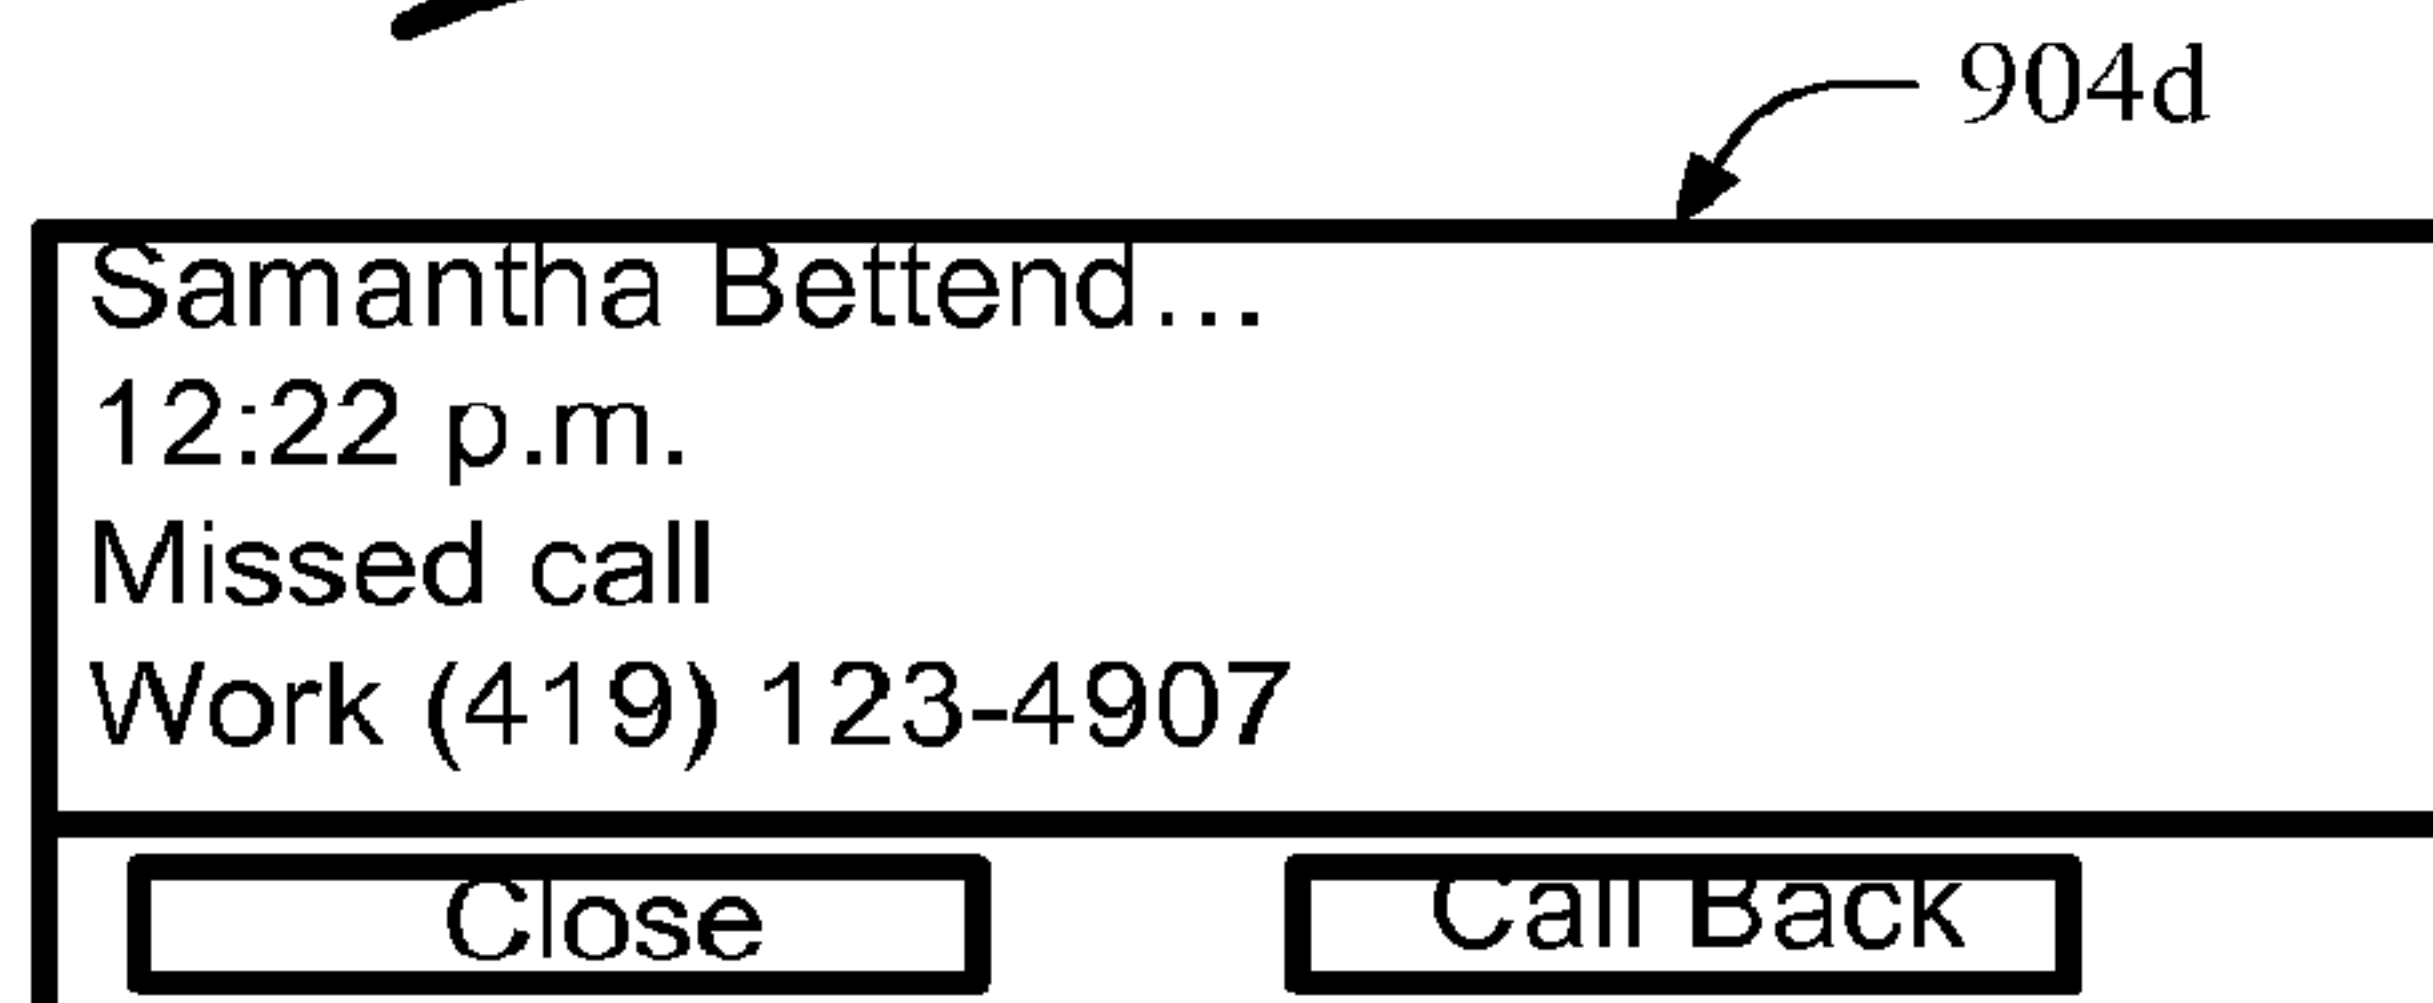 904d
Samantha Bettend...
12:22 p.m.
Missed call
Work (419) 123-4907
Close
Call Back